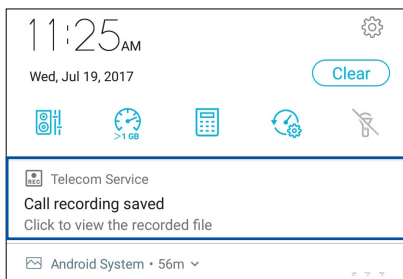 11:25AM
Wed, Jul 19, 2017
Clear
>1 GB
REC Telecom Service
Call recording saved
Click to view the recorded file
Android System • 56m